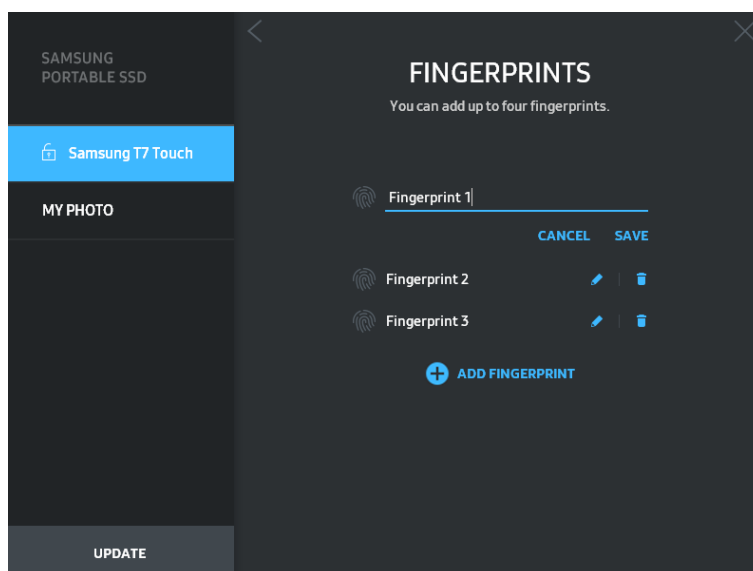 SAMSUNG
PORTABLE SSD
Samsung T7 Touch
MY PHOTO
UPDATE
FINGERPRINTS
You can add up to four fingerprints.
Fingerprint 1
CANCEL SAVE
Fingerprint 2
Fingerprint 3
ADD FINGERPRINT